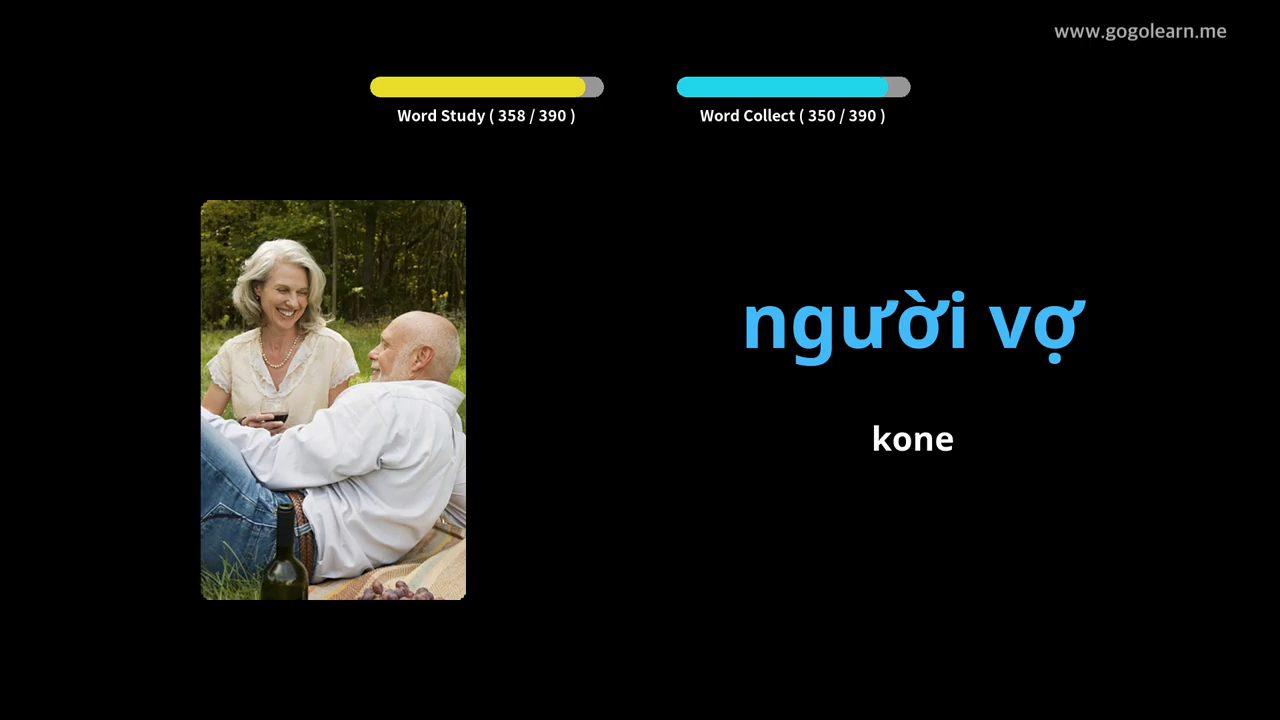 www.gogolearn.me
Word Study ( 358 / 390 )
Word Collect ( 350 / 390 )
người vợ
kone